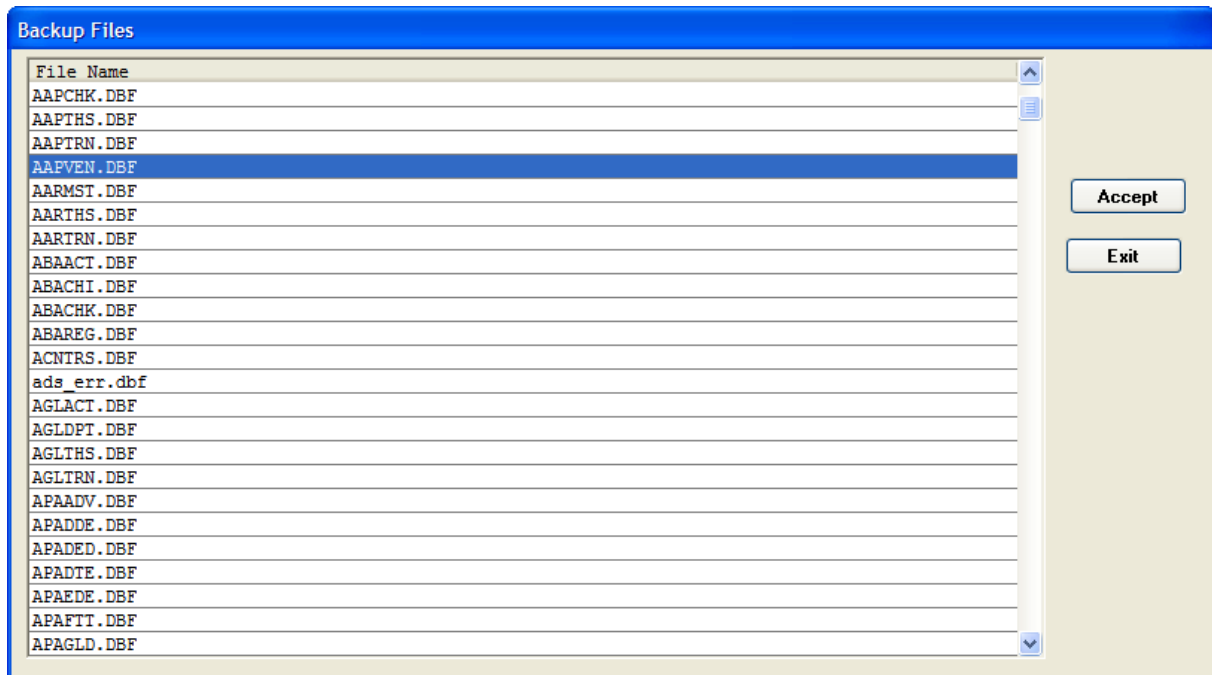 Backup Files
File Name
AAPCHK.DBF
AAPTHS.DBF
AAPTRN.DBF
AAPVEN.DBF
AARMST.DBF
AARTHS.DBF
AARTRN.DBF
ABAACT.DBF
ABACHI.DBF
ABACHK.DBF
ABAREG.DBF
ACNTRS.DBF
ads_err.dbf
AGLACT.DBF
AGLDPT.DBF
AGLTHS.DBF
AGLTRN.DBF
APAADV.DBF
APADDE.DBF
APADED.DBF
APADTE.DBF
APAEDE.DBF
APAFTT.DBF
APAGLD.DBF
Accept
Exit